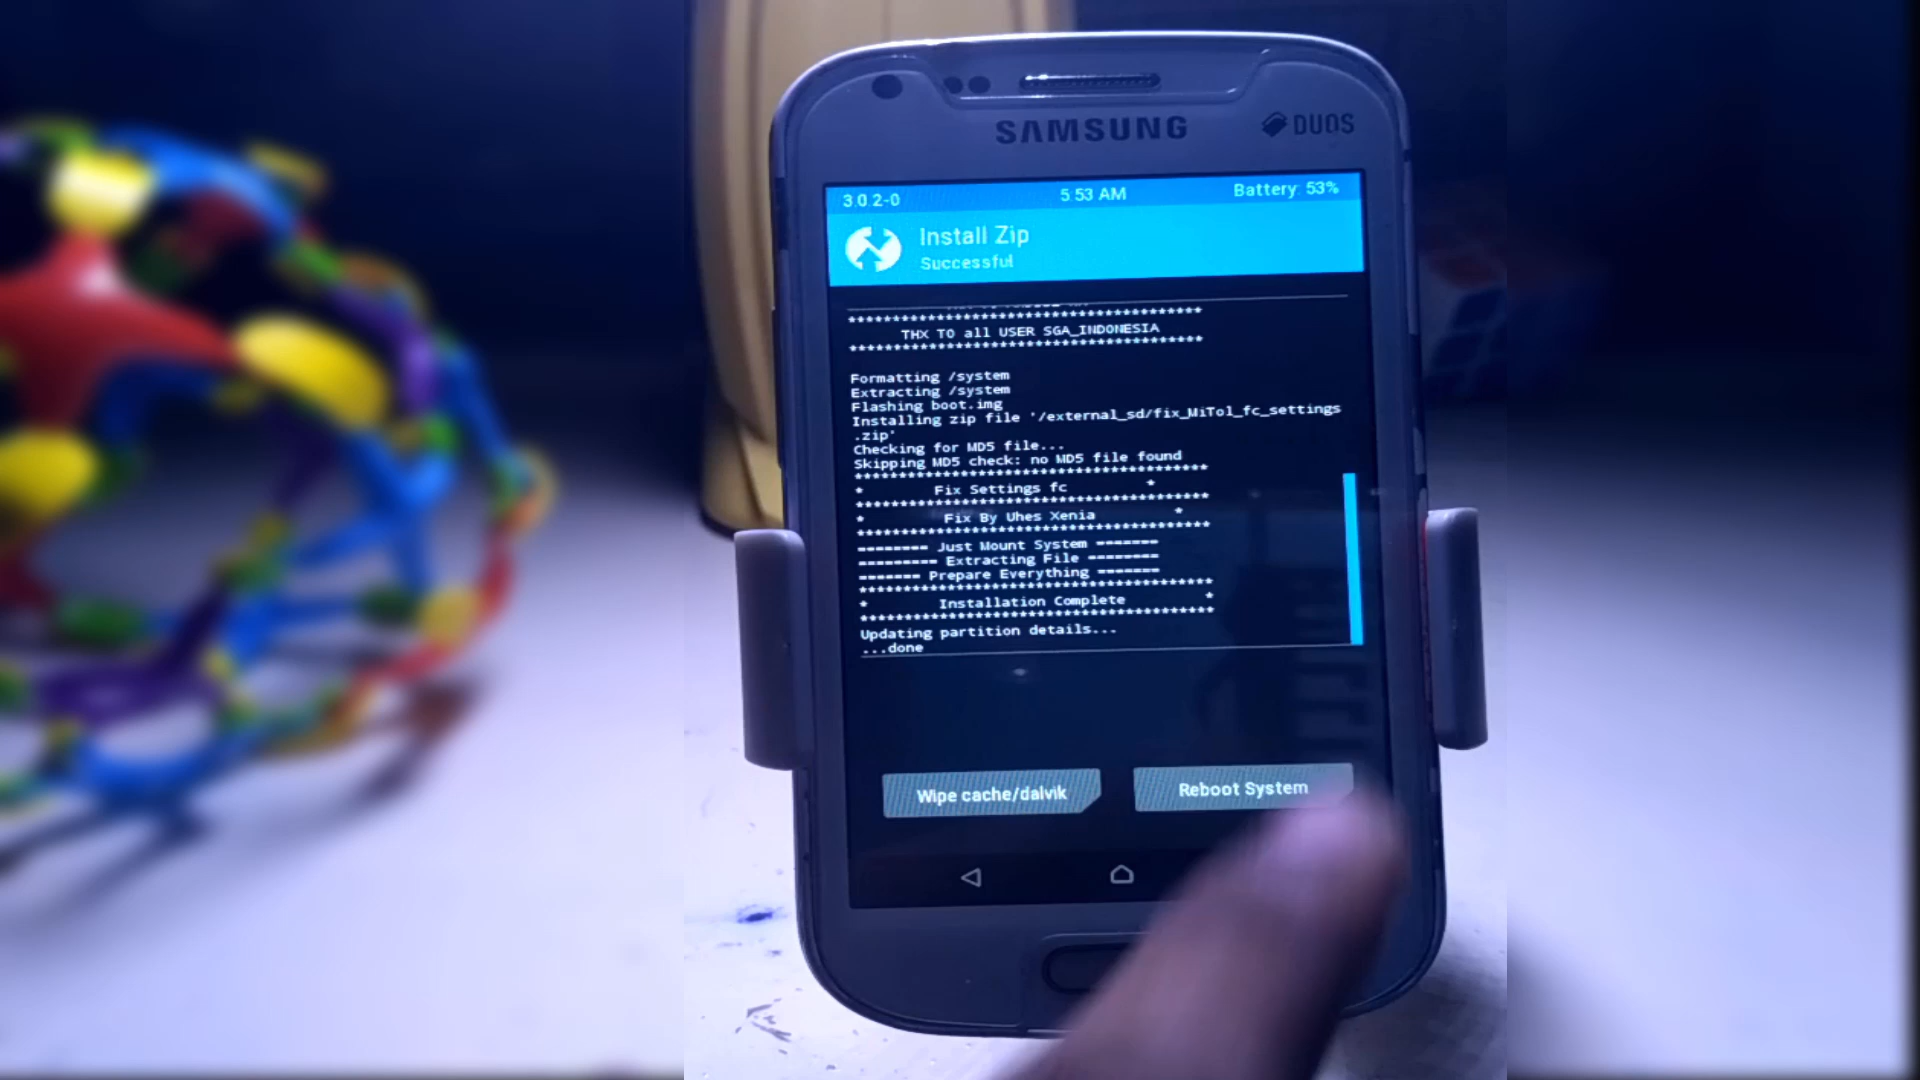 SAMSUNG
DUOS
3.0.2-0 5:53 AM Battery: 53%
Install Zip
Successful
****************************************
THX TO all USER SGA_INDONESIA
****************************************
Formatting /system
Extracting /system
Flashing boot.img
Installing zip file '/external_sd/fix_MiTol_fc_settings
.zip'
Checking for MD5 file...
Skipping MD5 check: no MD5 file found
****************************************
* Fix Settings fc *
****************************************
* Fix By Uhes Xenia *
****************************************
======== Just Mount System =======
========= Extracting File ========
======= Prepare Everything =======
****************************************
* Installation Complete *
****************************************
Updating partition details...
...done
Wipe cache/dalvik
Reboot System